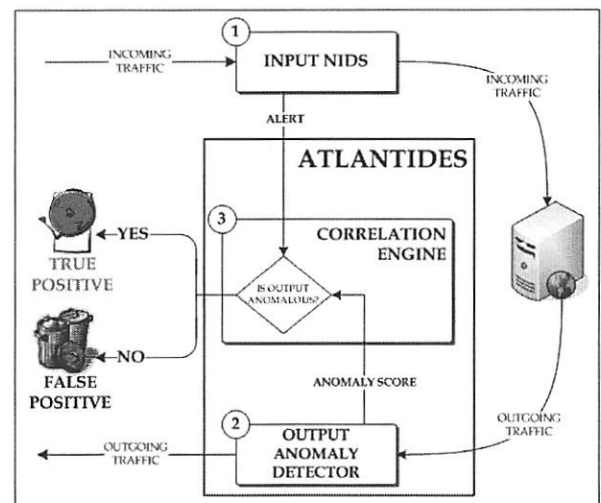 1
INPUT NIDS
INCOMING
TRAFFIC
INCOMING
TRAFFIC
ALERT
ATLANTIDES
3
CORRELATION
ENGINE
YES
TRUE
POSITIVE
IS OUTPUT
ANOMALOUS?
NO
FALSE
POSITIVE
ANOMALY SCORE
2
OUTPUT
ANOMALY
DETECTOR
OUTGOING
TRAFFIC
OUTGOING
TRAFFIC